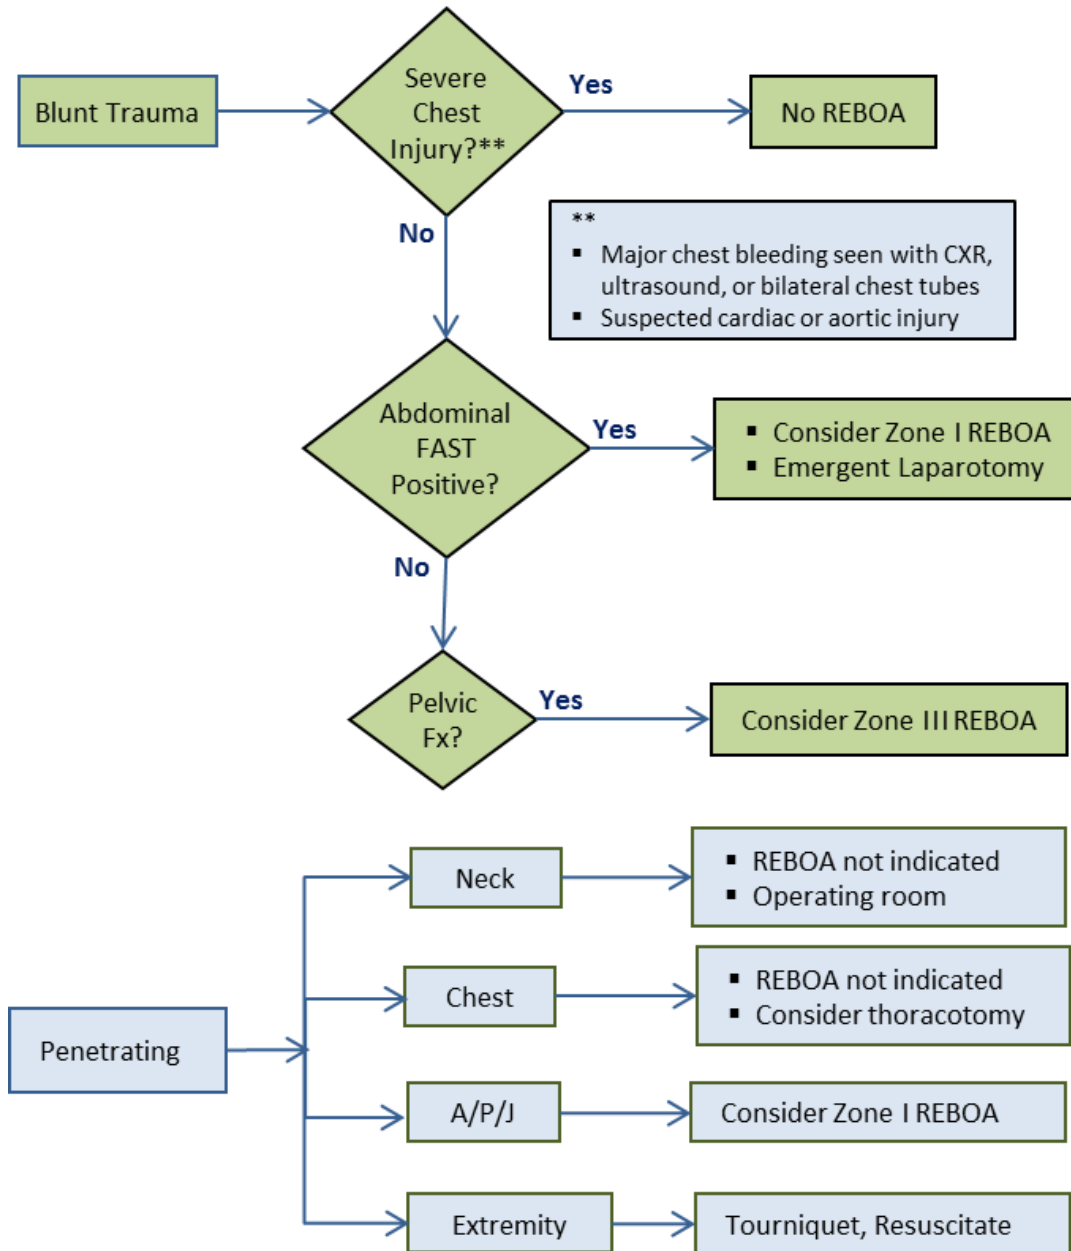 Blunt Trauma
Severe
Chest
Injury?**
Yes
No REBOA
No
**
▪ Major chest bleeding seen with CXR,
ultrasound, or bilateral chest tubes
▪ Suspected cardiac or aortic injury
Abdominal
FAST
Positive?
Yes
▪ Consider Zone I REBOA
▪ Emergent Laparotomy
No
Pelvic
Fx?
Yes
Consider Zone III REBOA
Penetrating
Neck
▪ REBOA not indicated
▪ Operating room
Chest
▪ REBOA not indicated
▪ Consider thoracotomy
A/P/J
Consider Zone I REBOA
Extremity
Tourniquet, Resuscitate